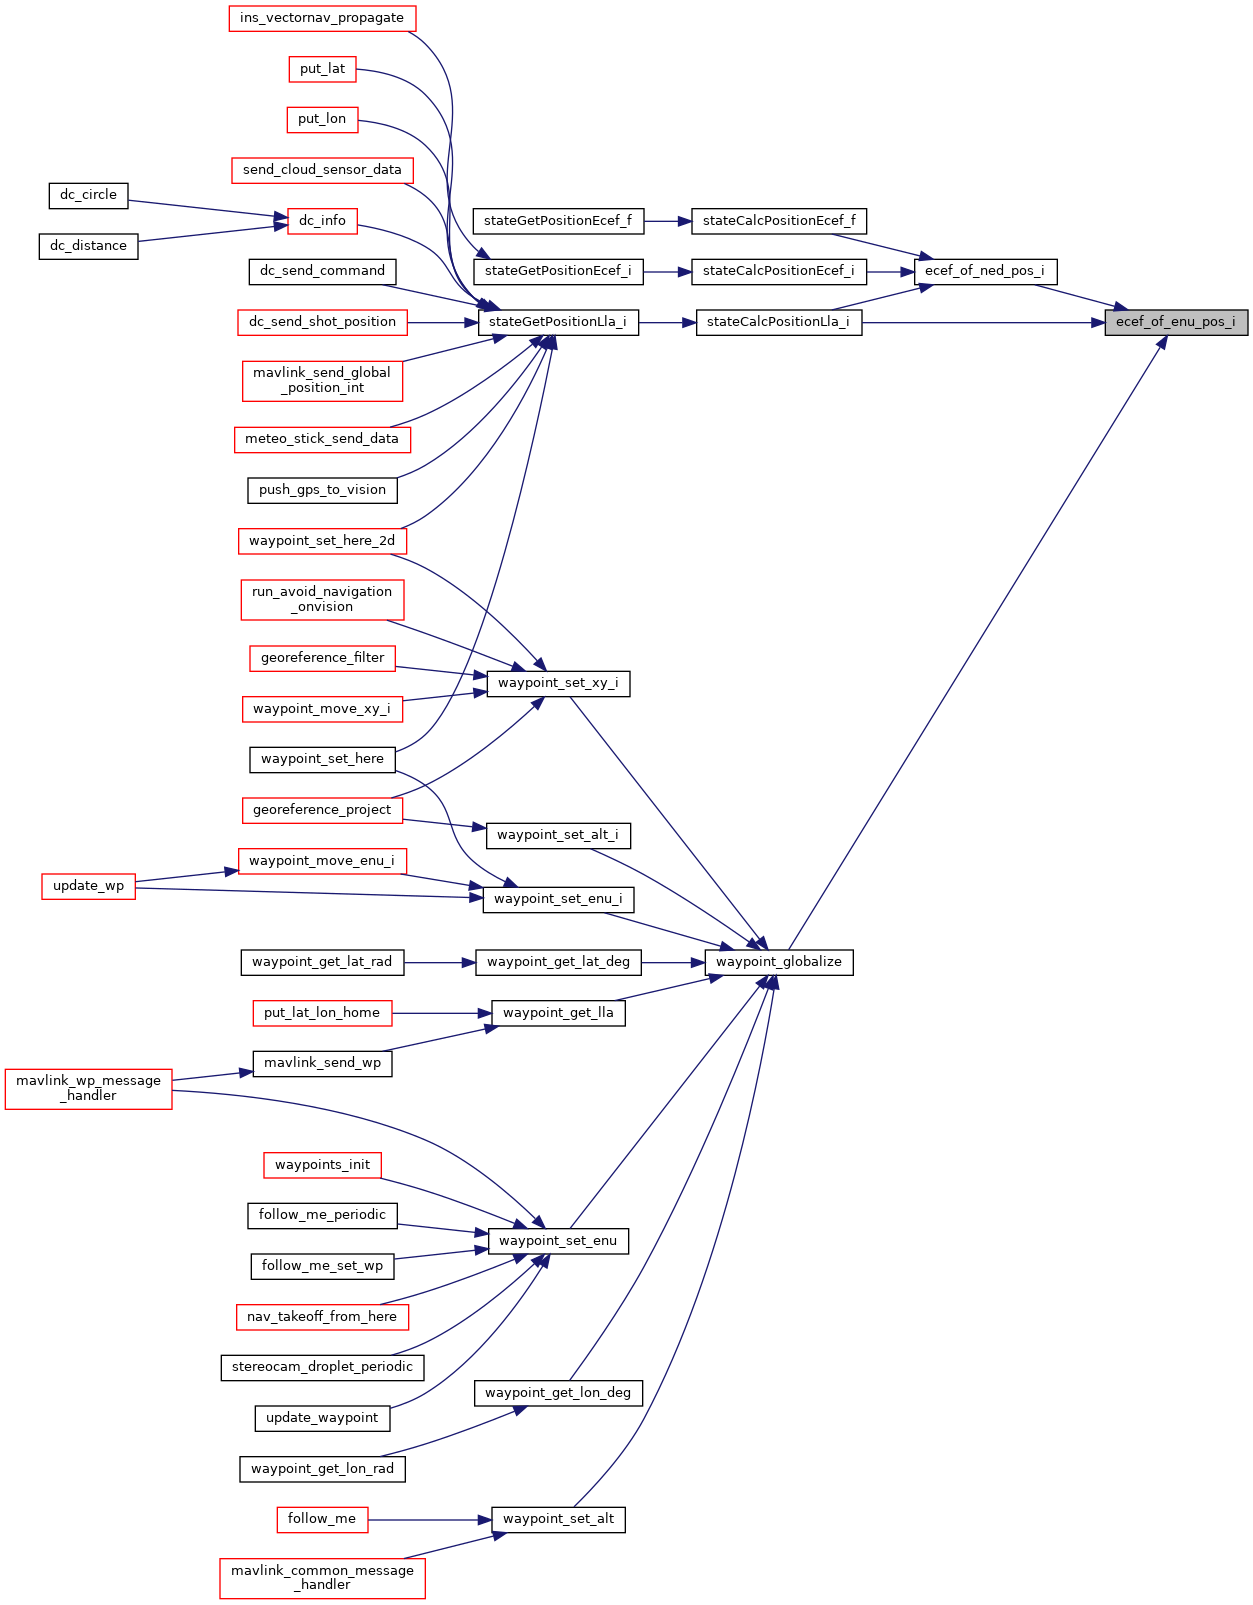 ins_vectornav_propagate
put_lat
put_lon
send_cloud_sensor_data
dc_circle
dc_info
stateGetPositionEcef_f
stateCalcPositionEcef_f
dc_distance
dc_send_command
stateGetPositionEcef_i
stateCalcPositionEcef_i
ecef_of_ned_pos_i
dc_send_shot_position
stateGetPositionLla_i
stateCalcPositionLla_i
ecef_of_enu_pos_i
mavlink_send_global
_position_int
meteo_stick_send_data
push_gps_to_vision
waypoint_set_here_2d
run_avoid_navigation
_onvision
georeference_filter
waypoint_set_xy_i
waypoint_move_xy_i
waypoint_set_here
georeference_project
waypoint_set_alt_i
waypoint_move_enu_i
update_wp
waypoint_set_enu_i
waypoint_get_lat_rad
waypoint_get_lat_deg
waypoint_globalize
put_lat_lon_home
waypoint_get_lla
mavlink_send_wp
mavlink_wp_message
_handler
waypoints_init
follow_me_periodic
waypoint_set_enu
follow_me_set_wp
nav_takeoff_from_here
stereocam_droplet_periodic
waypoint_get_lon_deg
update_waypoint
waypoint_get_lon_rad
follow_me
waypoint_set_alt
mavlink_common_message
_handler